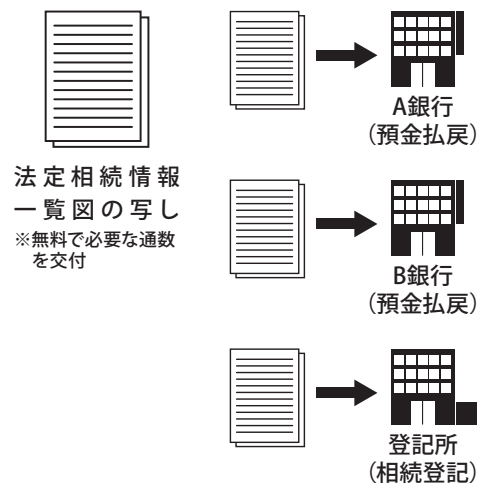 法定相続情報
一覧図の写し
※無料で必要な通数
を交付
A銀行
(預金払戻)
B銀行
(預金払戻)
登記所
(相続登記)